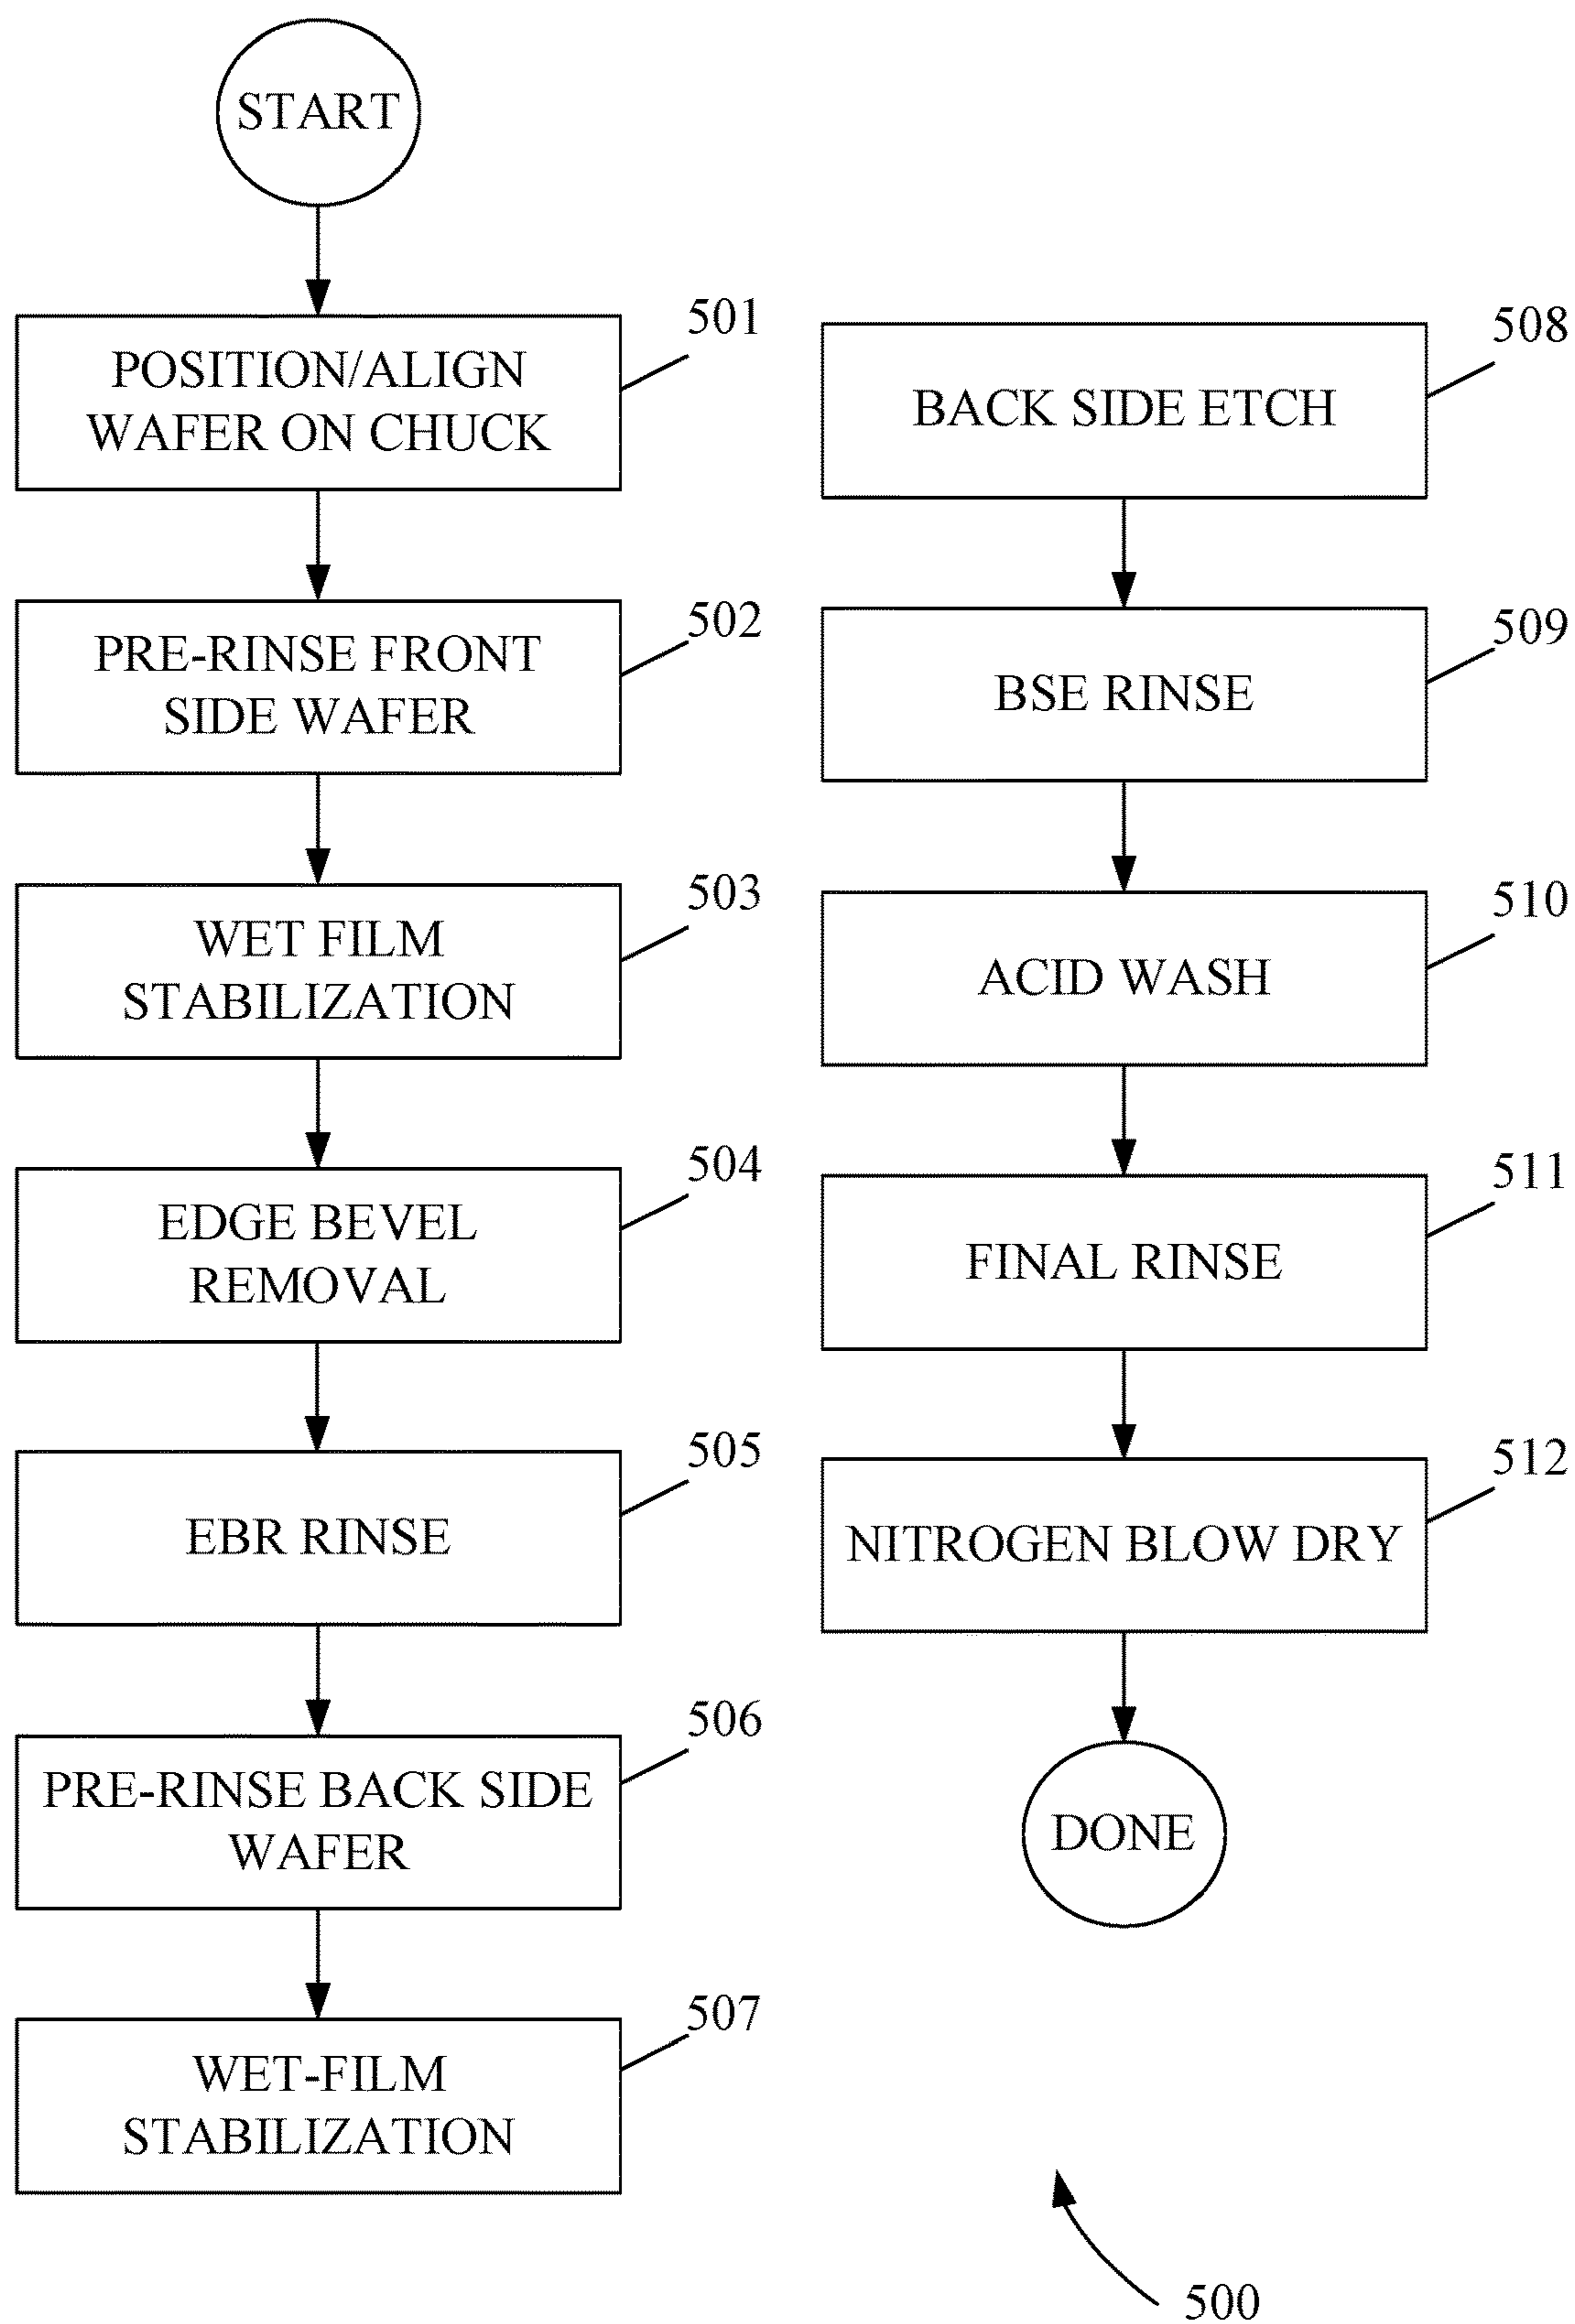 START
501
POSITION/ALIGN
WAFER ON CHUCK
502
PRE-RINSE FRONT
SIDE WAFER
503
WET FILM
STABILIZATION
504
EDGE BEVEL
REMOVAL
505
EBR RINSE
506
PRE-RINSE BACK SIDE
WAFER
507
WET-FILM
STABILIZATION
508
BACK SIDE ETCH
509
BSE RINSE
510
ACID WASH
511
FINAL RINSE
512
NITROGEN BLOW DRY
DONE
500